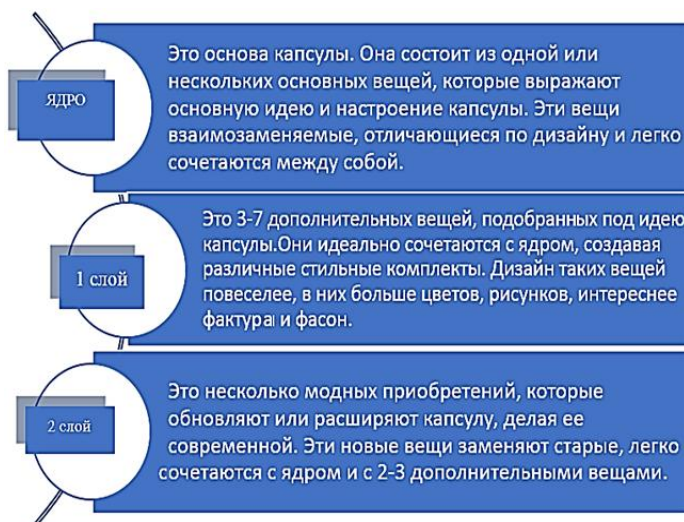 ЯДРО
Это основа капсулы. Она состоит из одной или
нескольких основных вещей, которые выражают
основную идею и настроение капсулы. Эти вещи
взаимозаменяемые, отличающиеся по дизайну и легко
сочетаются между собой.
1 слой
Это 3-7 дополнительных вещей, подобранных под идею
капсулы.Они идеально сочетаются с ядром, создавая
различные стильные комплекты. Дизайн таких вещей
повеселее, в них больше цветов, рисунков, интереснее
фактура и фасон.
2 слой
Это несколько модных приобретений, которые
обновляют или расширяют капсулу, делая ее
современной. Эти новые вещи заменяют старые, легко
сочетаются с ядром и с 2-3 дополнительными вещами.